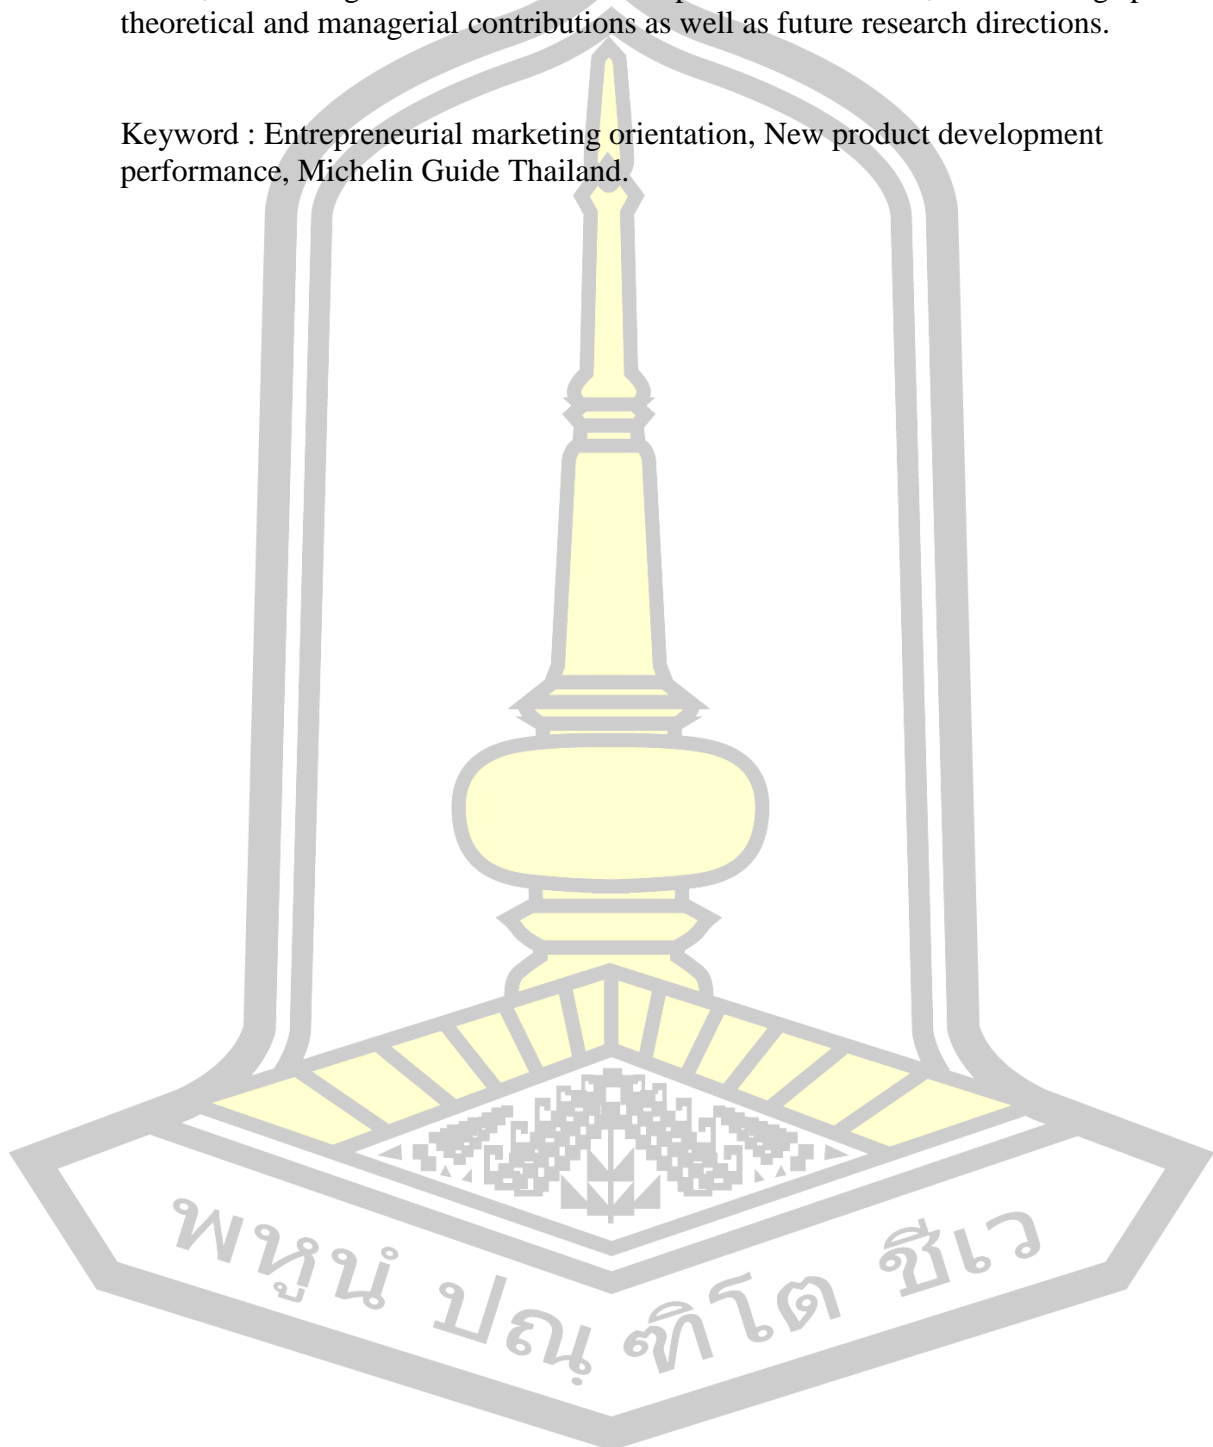 theoretical and managerial contributions as well as future research directions.
Keyword : Entrepreneurial marketing orientation, New product development
performance, Michelin Guide Thailand.
พหูนํ ปณฺ ฑิโต ชีเว